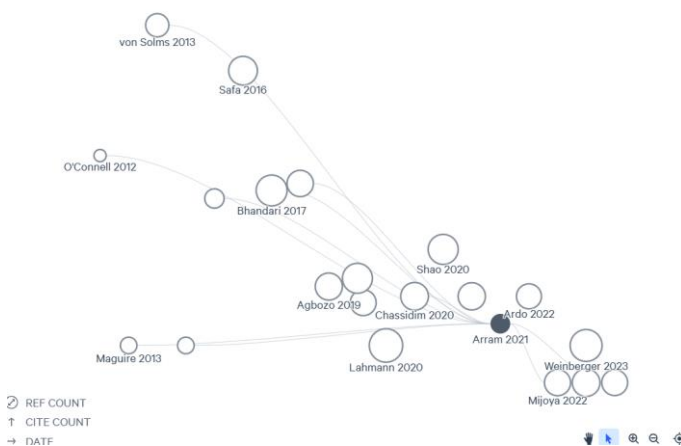 von Solms 2013
Safa 2016
O'Connell 2012
Bhandari 2017
Shao 2020
Agbozo 2019
Chassidim 2020
Ardo 2022
Arram 2021
Maguire 2013
Lahmann 2020
Weinberger 2023
Mijoya 2022
REF COUNT
↑ CITE COUNT
→ DATE